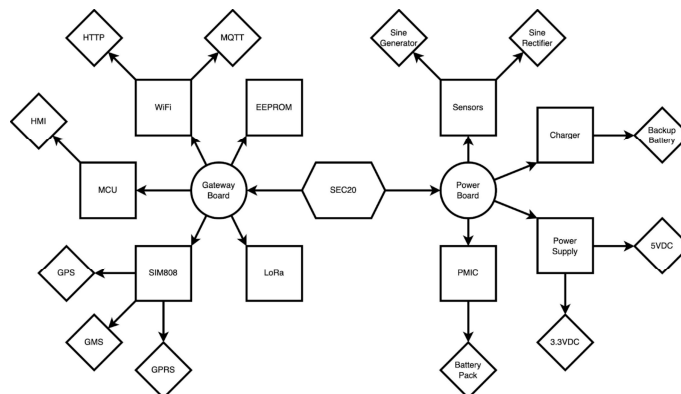 HTTP
MQTT
Sine
Generator
Sine
Rectifier
WiFi
EEPROM
Sensors
HMI
Charger
Backup
Battery
MCU
Gateway
Board
SEC20
Power
Board
GPS
SIM808
LoRa
PMIC
Power
Supply
5VDC
GMS
GPRS
Battery
Pack
3.3VDC